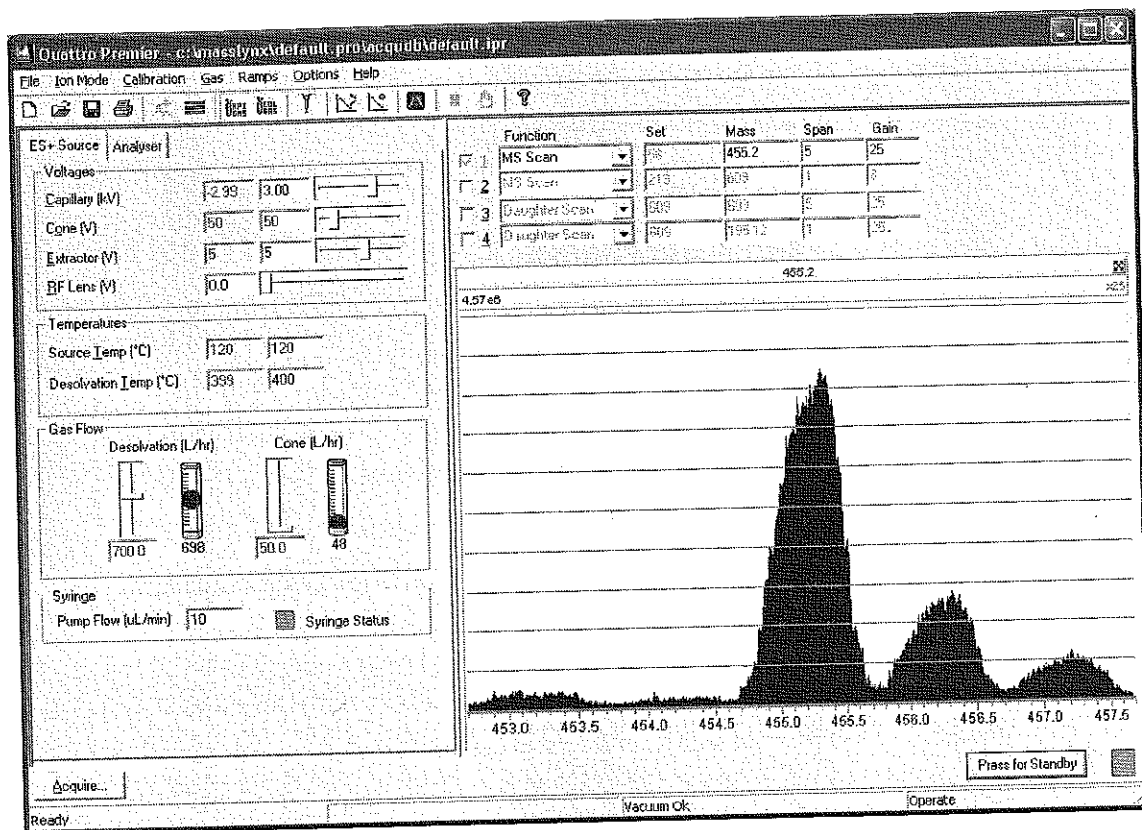 Quattro Premier - c:\masslynx\default.pro\acqudb\default.ipr
File Ion Mode Calibration Gas Ramps Options Help
ES+ Source Analyser
Voltages
Capillary (kV) -2.99 3.00
Cone (V) 50 50
Extractor (V) 5 5
RF Lens (V) 0.0
Temperatures
Source Temp (°C) 120 120
Desolvation Temp (°C) 399 400
Gas Flow
Desolvation (L/hr) Cone (L/hr)
700.0 698 50.0 48
Syringe
Pump Flow (uL/min) 10 Syringe Status
Function Set Mass Span Gain
1 MS Scan 455.2 5 25
2 MS Scan 609 1
3 Daughter Scan 609 609 5 25
4 Daughter Scan 609 195.12 1
455.2
4.57e6 x25
453.0 453.5 454.0 454.5 455.0 455.5 456.0 456.5 457.0 457.5
Press for Standby
Acquire...
Ready Vacuum Ok Operate